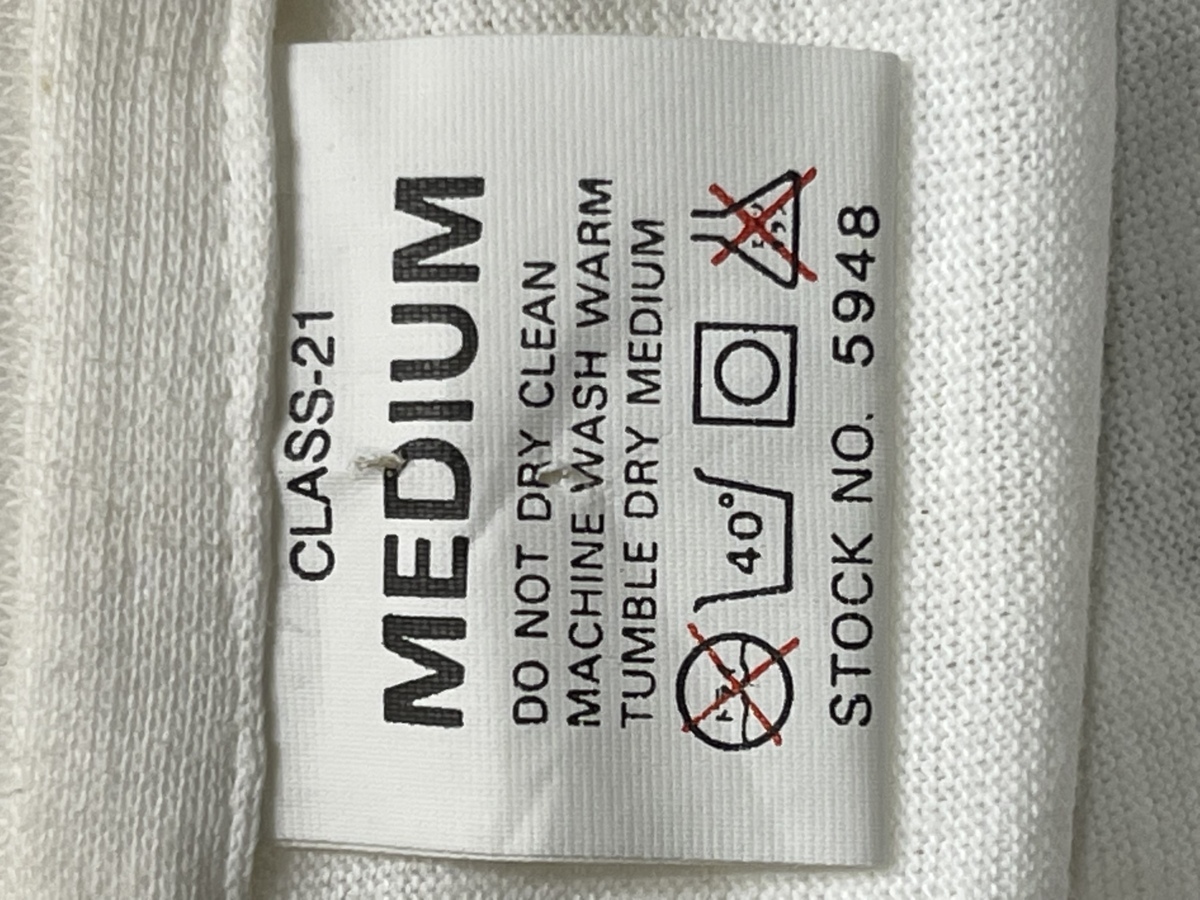 CLASS-21
MEDIUM
DO NOT DRY CLEAN
MACHINE WASH WARM
TUMBLE DRY MEDIUM
40°
STOCK NO. 5948